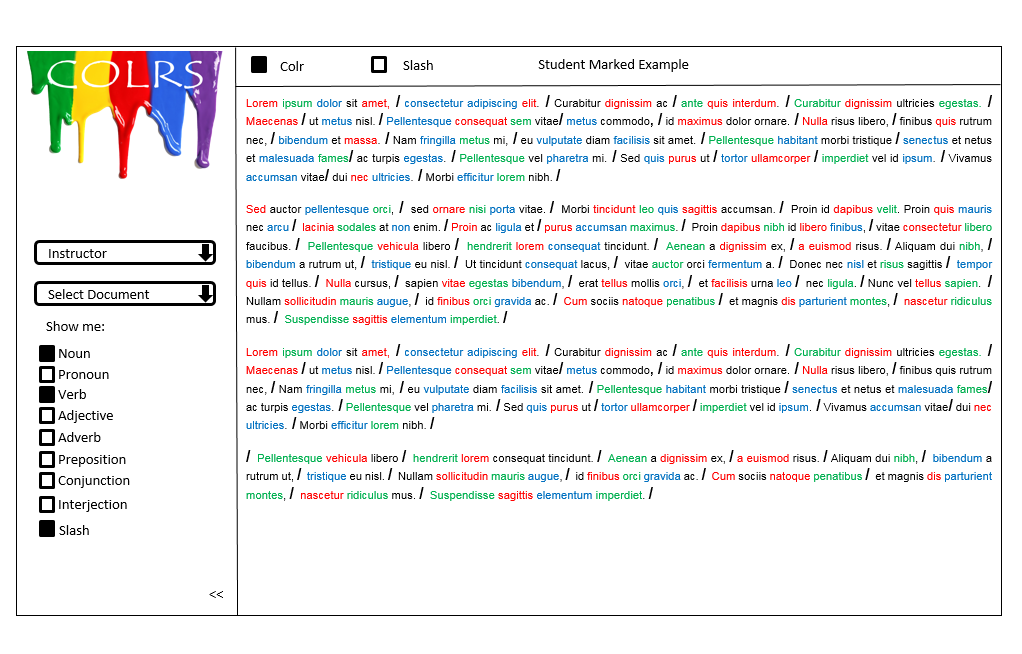 COLRS
Colr
Slash
Student Marked Example
Instructor
Select Document
Show me:
Noun
Pronoun
Verb
Adjective
Adverb
Preposition
Conjunction
Interjection
Slash
<<
Lorem ipsum dolor sit amet, / consectetur adipiscing elit. / Curabitur dignissim ac / ante quis interdum. / Curabitur dignissim ultricies egestas. /
Maecenas / ut metus nisl. / Pellentesque consequat sem vitae/ metus commodo, / id maximus dolor ornare. / Nulla risus libero, / finibus quis rutrum
nec, / bibendum et massa. / Nam fringilla metus mi, / eu vulputate diam facilisis sit amet. / Pellentesque habitant morbi tristique / senectus et netus
et malesuada fames/ ac turpis egestas. / Pellentesque vel pharetra mi. / Sed quis purus ut / tortor ullamcorper / imperdiet vel id ipsum. / Vivamus
accumsan vitae/ dui nec ultricies. / Morbi efficitur lorem nibh. /
Sed auctor pellentesque orci, / sed ornare nisi porta vitae. / Morbi tincidunt leo quis sagittis accumsan. / Proin id dapibus velit. Proin quis mauris
nec arcu / lacinia sodales at non enim. / Proin ac ligula et / purus accumsan maximus. / Proin dapibus nibh id libero finibus, / vitae consectetur libero
faucibus. / Pellentesque vehicula libero / hendrerit lorem consequat tincidunt. / Aenean a dignissim ex, / a euismod risus. / Aliquam dui nibh, /
bibendum a rutrum ut, / tristique eu nisl. / Ut tincidunt consequat lacus, / vitae auctor orci fermentum a. / Donec nec nisl et risus sagittis / tempor
quis id tellus. / Nulla cursus, / sapien vitae egestas bibendum, / erat tellus mollis orci, / et facilisis urna leo / nec ligula. / Nunc vel tellus sapien. /
Nullam sollicitudin mauris augue, / id finibus orci gravida ac. / Cum sociis natoque penatibus / et magnis dis parturient montes, / nascetur ridiculus
mus. / Suspendisse sagittis elementum imperdiet. /
Lorem ipsum dolor sit amet, / consectetur adipiscing elit. / Curabitur dignissim ac / ante quis interdum. / Curabitur dignissim ultricies egestas. /
Maecenas / ut metus nisl. / Pellentesque consequat sem vitae/ metus commodo, / id maximus dolor ornare. / Nulla risus libero, / finibus quis rutrum
nec, / Nam fringilla metus mi, / eu vulputate diam facilisis sit amet. / Pellentesque habitant morbi tristique / senectus et netus et malesuada fames/
ac turpis egestas. / Pellentesque vel pharetra mi. / Sed quis purus ut / tortor ullamcorper / imperdiet vel id ipsum. / Vivamus accumsan vitae/ dui nec
ultricies. / Morbi efficitur lorem nibh. /
/ Pellentesque vehicula libero / hendrerit lorem consequat tincidunt. / Aenean a dignissim ex, / a euismod risus. / Aliquam dui nibh, / bibendum a
rutrum ut, / tristique eu nisl. / Nullam sollicitudin mauris augue, / id finibus orci gravida ac. / Cum sociis natoque penatibus / et magnis dis parturient
montes, / nascetur ridiculus mus. / Suspendisse sagittis elementum imperdiet. /